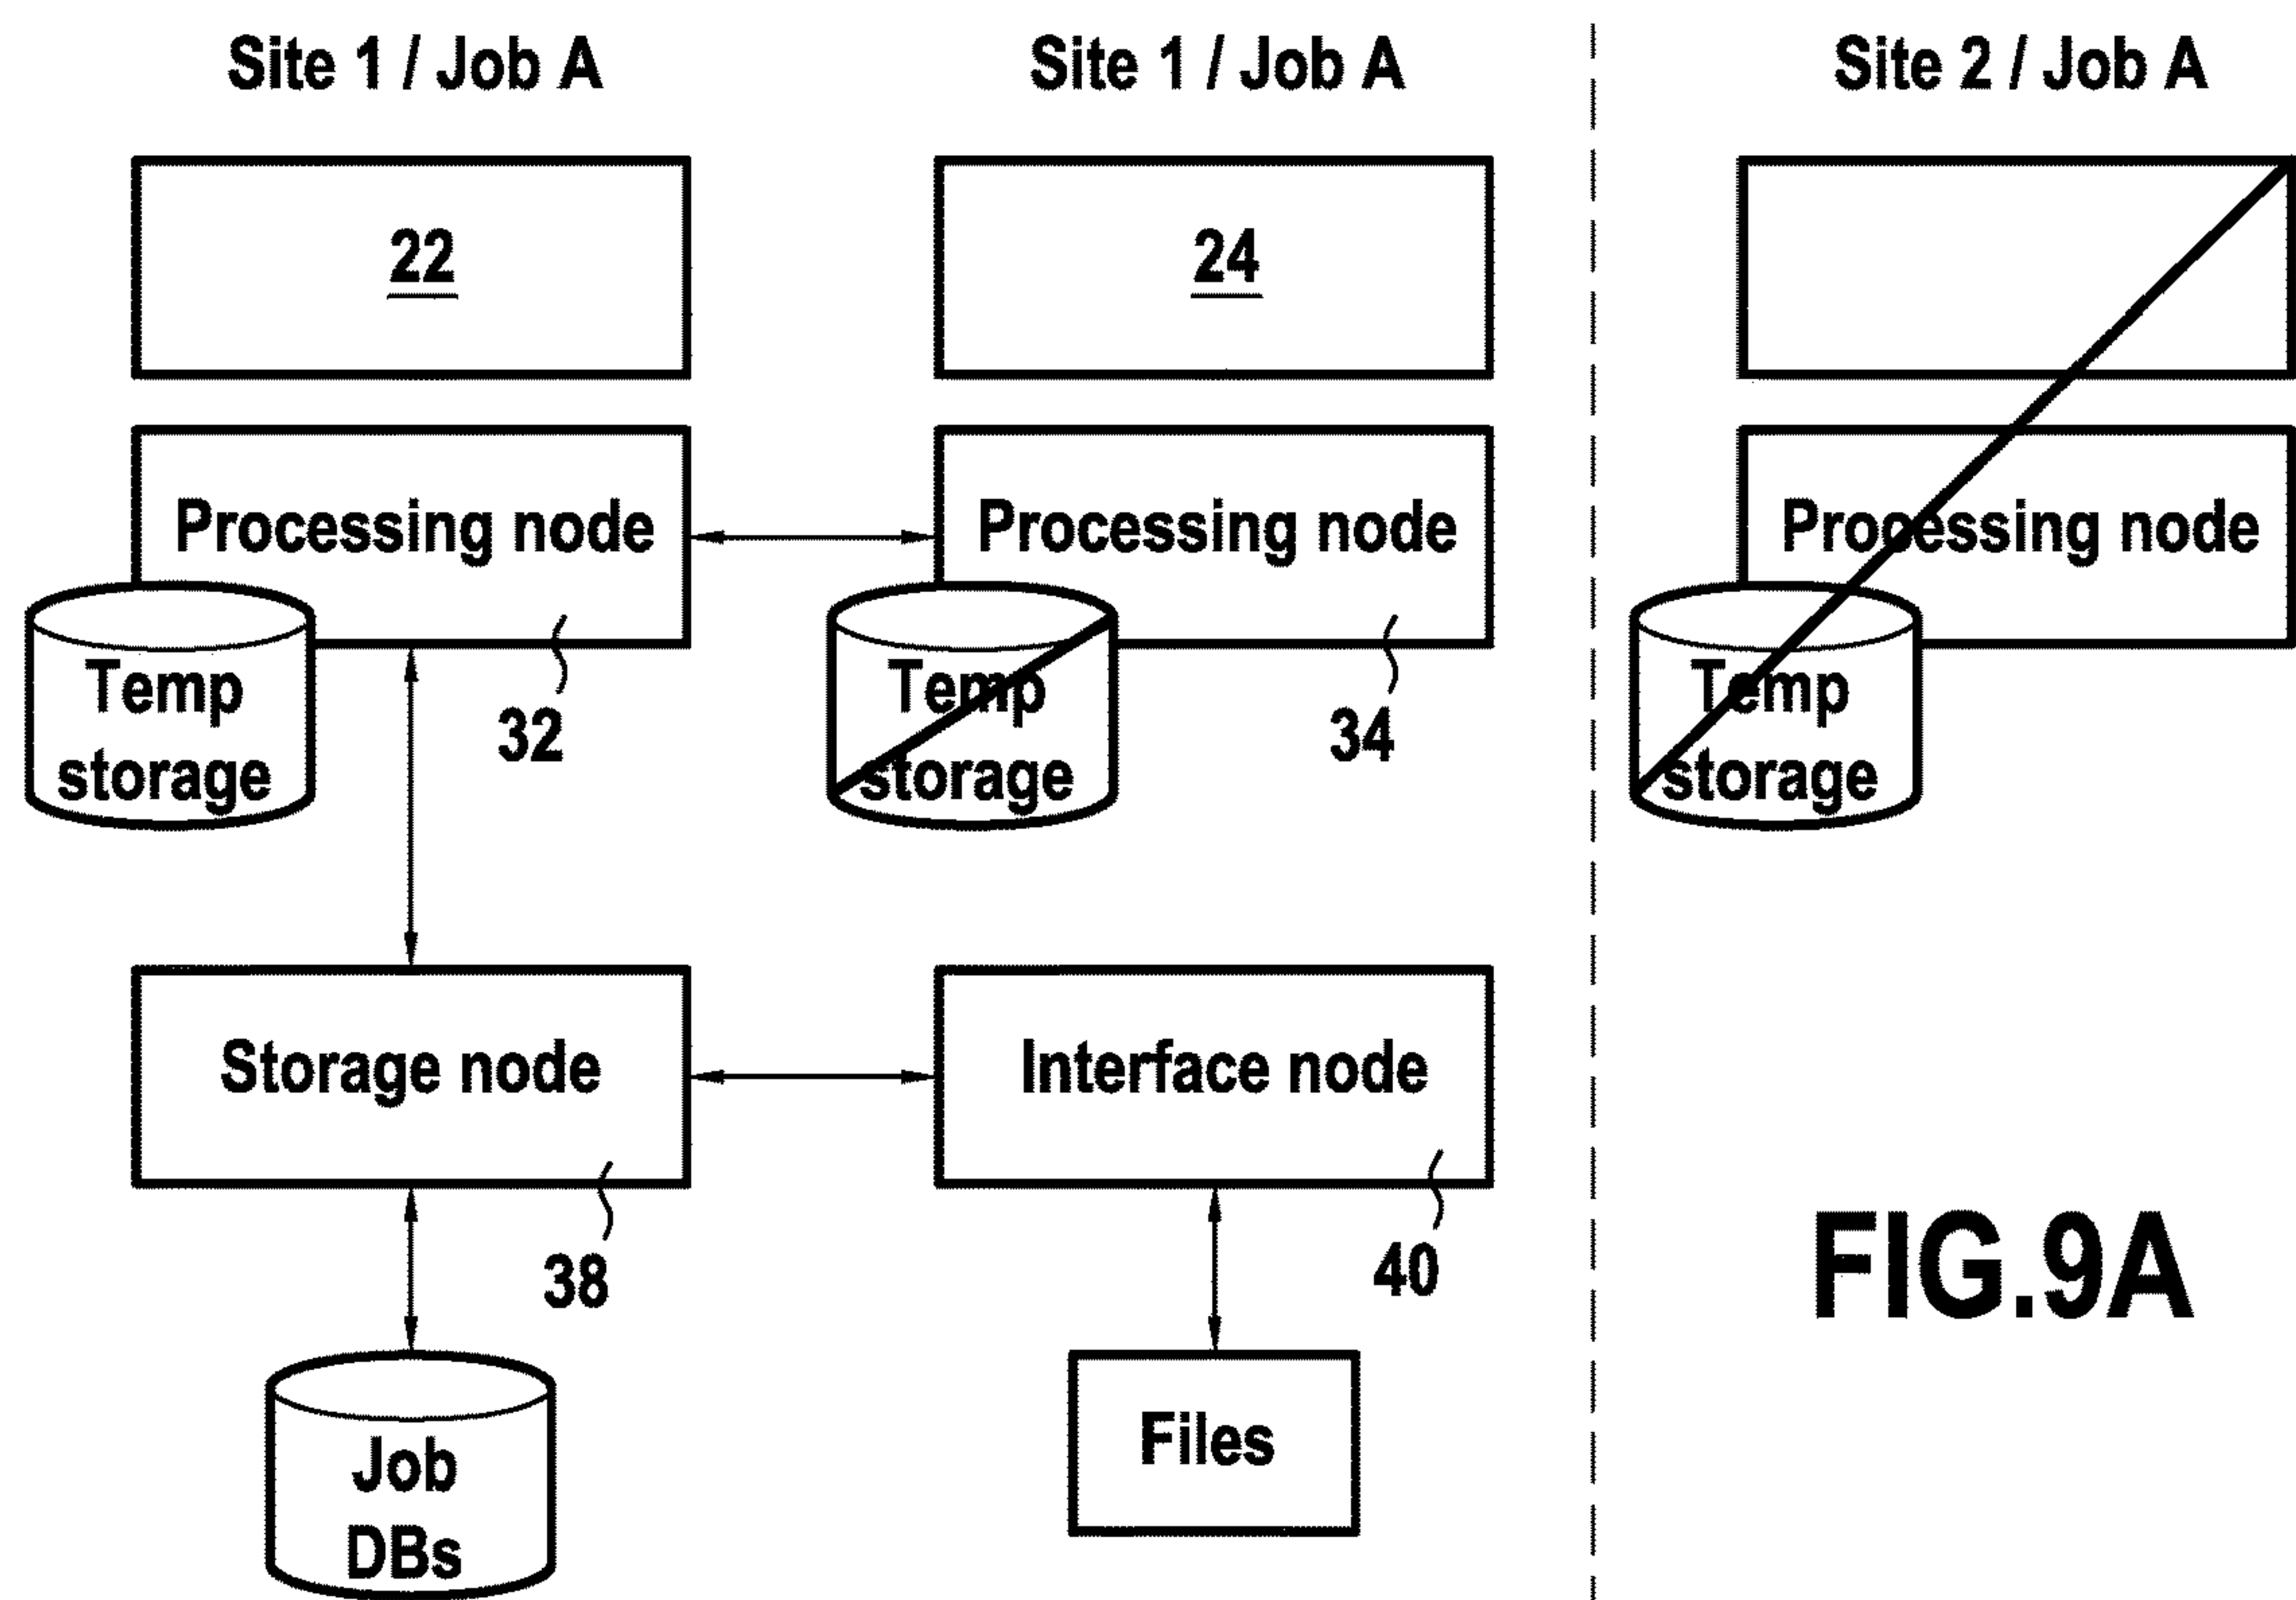 Site 1 / Job A
Site 1 / Job A
Site 2 / Job A
22
24
Processing node
Processing node
Processing node
Temp
storage
32
Temp
storage
34
Temp
storage
Storage node
Interface node
38
40
FIG.9A
Job
DBs
Files